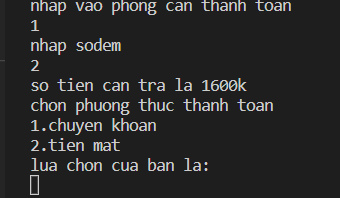 nhap vao phong can thanh toan
1
nhap sodem
2
so tien can tra la 1600k
chon phuong thuc thanh toan
1.chuyen khoan
2.tien mat
lua chon cua ban la: